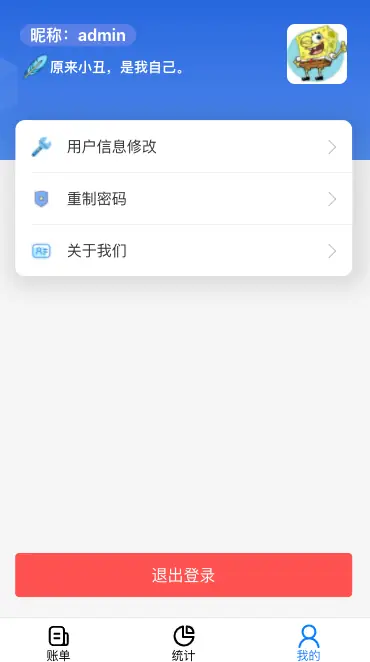 昵称：admin
原来小丑，是我自己。
用户信息修改
重制密码
关于我们
退出登录
账单
统计
我的